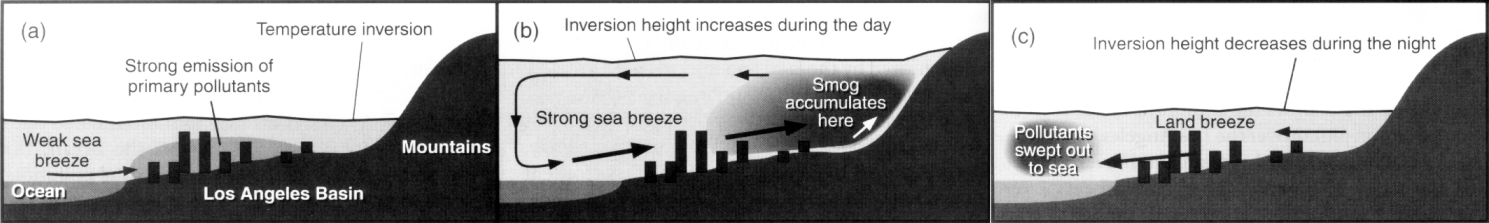 (a)
Temperature inversion
Strong emission of
primary pollutants
Weak sea
breeze
Mountains
Ocean
Los Angeles Basin
(b)
Inversion height increases during the day
Smog
accumulates
here
Strong sea breeze
(c)
Inversion height decreases during the night
Land breeze
Pollutants
swept out
to sea